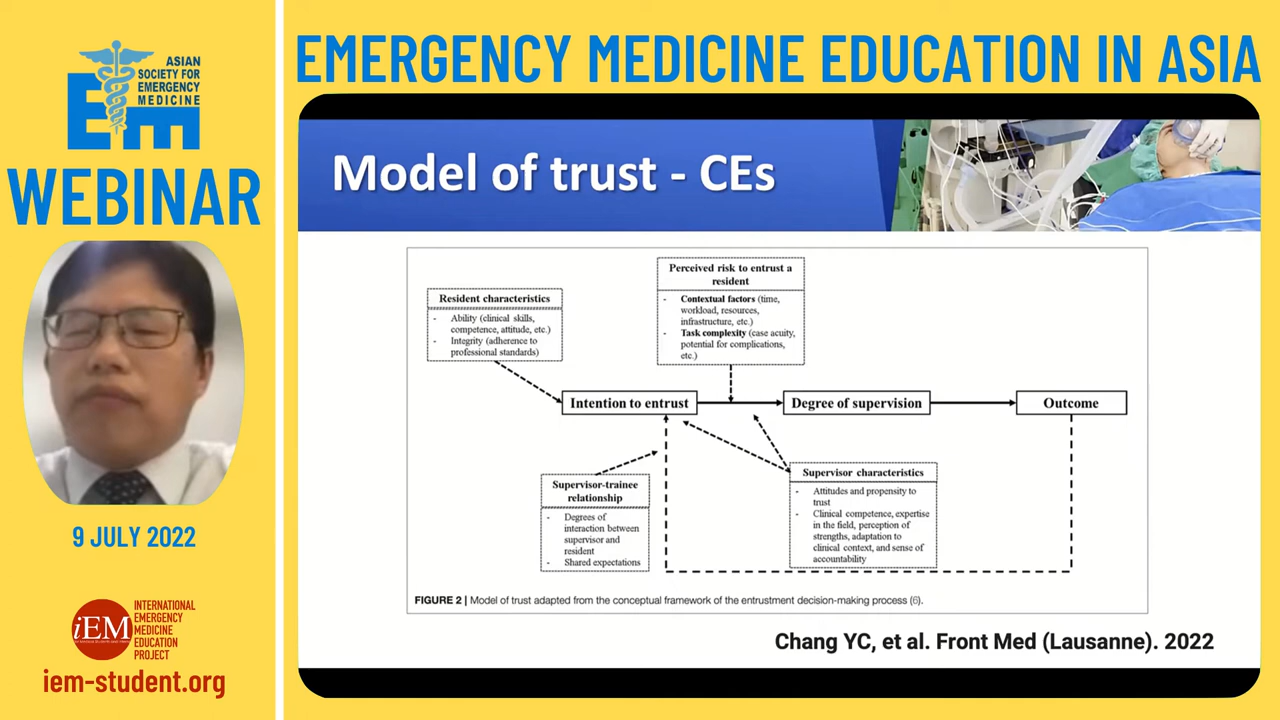 ASIAN
SOCIETY FOR
EMERGENCY
MEDICINE
Em
WEBINAR
9 JULY 2022
iEM
INTERNATIONAL
EMERGENCY
MEDICINE
EDUCATION
PROJECT
iem-student.org
EMERGENCY MEDICINE EDUCATION IN ASIA
Model of trust - CEs
Resident characteristics
- Ability (clinical skills,
competence, attitude, etc.)
- Integrity (adherence to
professional standards)
Perceived risk to entrust a
resident
- Contextual factors (time,
workload, resources,
infrastructure, etc.)
- Task complexity (case acuity,
potential for complications,
etc.)
Intention to entrust
Degree of supervision
Outcome
Supervisor-trainee
relationship
- Degrees of
interaction between
supervisor and
resident
- Shared expectations
Supervisor characteristics
- Attitudes and propensity to
trust
- Clinical competence, expertise
in the field, perception of
strengths, adaptation to
clinical context, and sense of
accountability
FIGURE 2 | Model of trust adapted from the conceptual framework of the entrustment decision-making process (6).
Chang YC, et al. Front Med (Lausanne). 2022